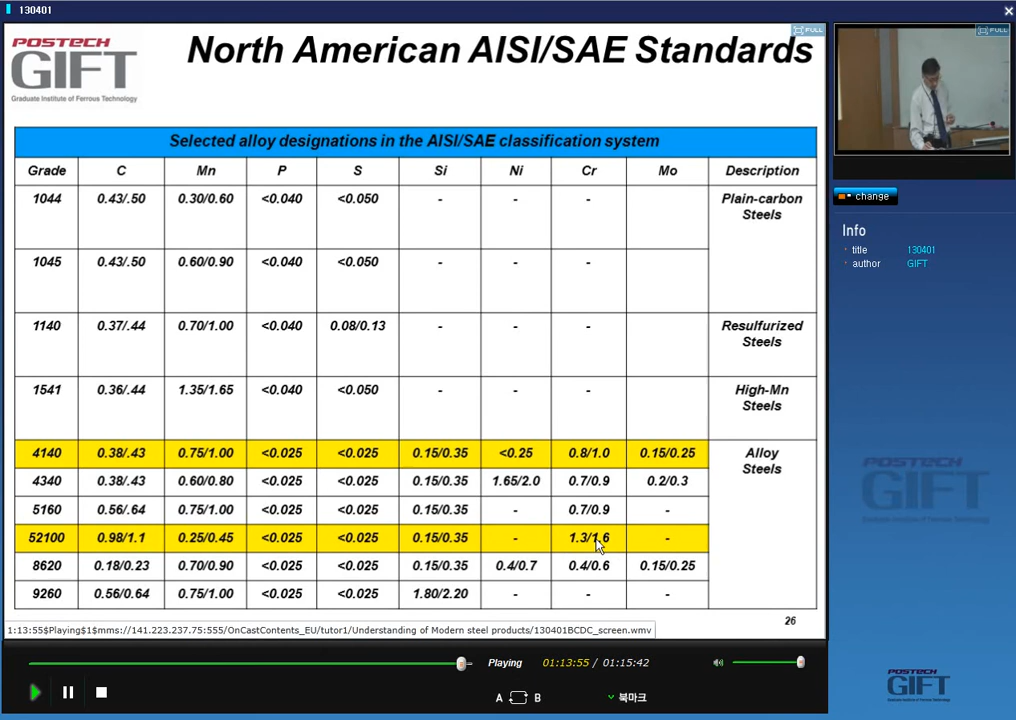 130401
POSTECH
GIFT
Graduate Institute of Ferrous Technology
North American AISI/SAE Standards
FULL
FULL
Selected alloy designations in the AISI/SAE classification system
Grade C Mn P S Si Ni Cr Mo Description
1044 0.43/.50 0.30/0.60 <0.040 <0.050 - - - Plain-carbon
Steels
1045 0.43/.50 0.60/0.90 <0.040 <0.050 - - -
1140 0.37/.44 0.70/1.00 <0.040 0.08/0.13 - - - Resulfurized
Steels
1541 0.36/.44 1.35/1.65 <0.040 <0.050 - - - High-Mn
Steels
4140 0.38/.43 0.75/1.00 <0.025 <0.025 0.15/0.35 <0.25 0.8/1.0 0.15/0.25 Alloy
Steels
4340 0.38/.43 0.60/0.80 <0.025 <0.025 0.15/0.35 1.65/2.0 0.7/0.9 0.2/0.3
5160 0.56/.64 0.75/1.00 <0.025 <0.025 0.15/0.35 - 0.7/0.9 -
52100 0.98/1.1 0.25/0.45 <0.025 <0.025 0.15/0.35 - 1.3/1.6 -
8620 0.18/0.23 0.70/0.90 <0.025 <0.025 0.15/0.35 0.4/0.7 0.4/0.6 0.15/0.25
9260 0.56/0.64 0.75/1.00 <0.025 <0.025 1.80/2.20 - - -
26
1:13:55$Playing$1$mms://141.223.237.75:555/OnCastContents_EU/tutor1/Understanding of Modern steel products/130401BCDC_screen.wmv
change
Info
title 130401
author GIFT
POSTECH
GIFT
Playing 01:13:55 / 01:15:42
A B 북마크
POSTECH
GIFT